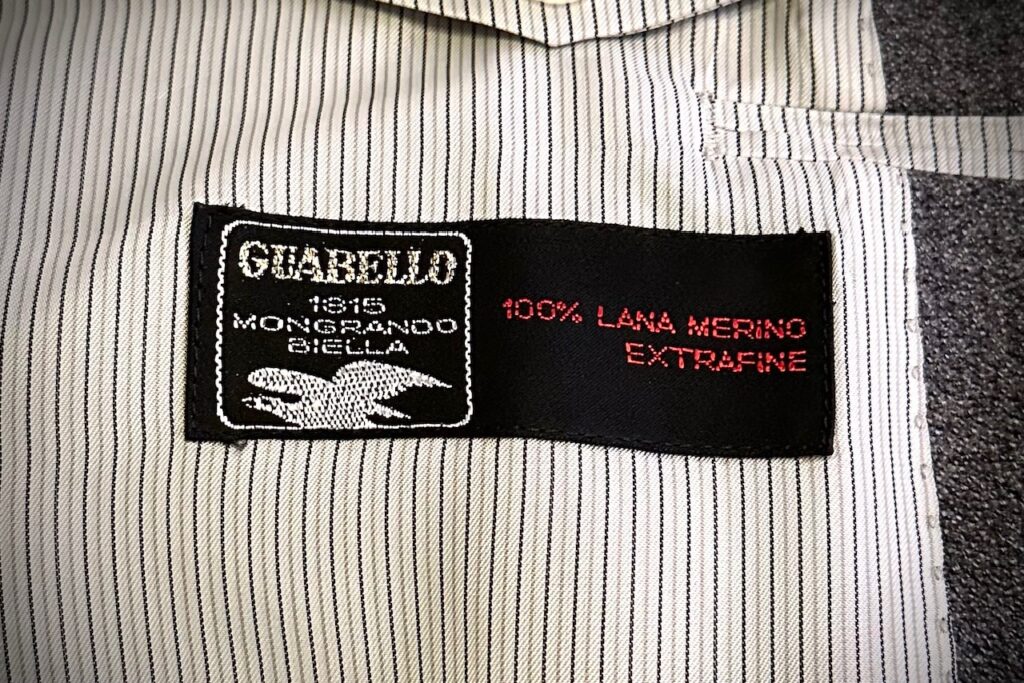 GUABELLO
1815
MONGRANDO
BIELLA
100% LANA MERINO
EXTRAFINE